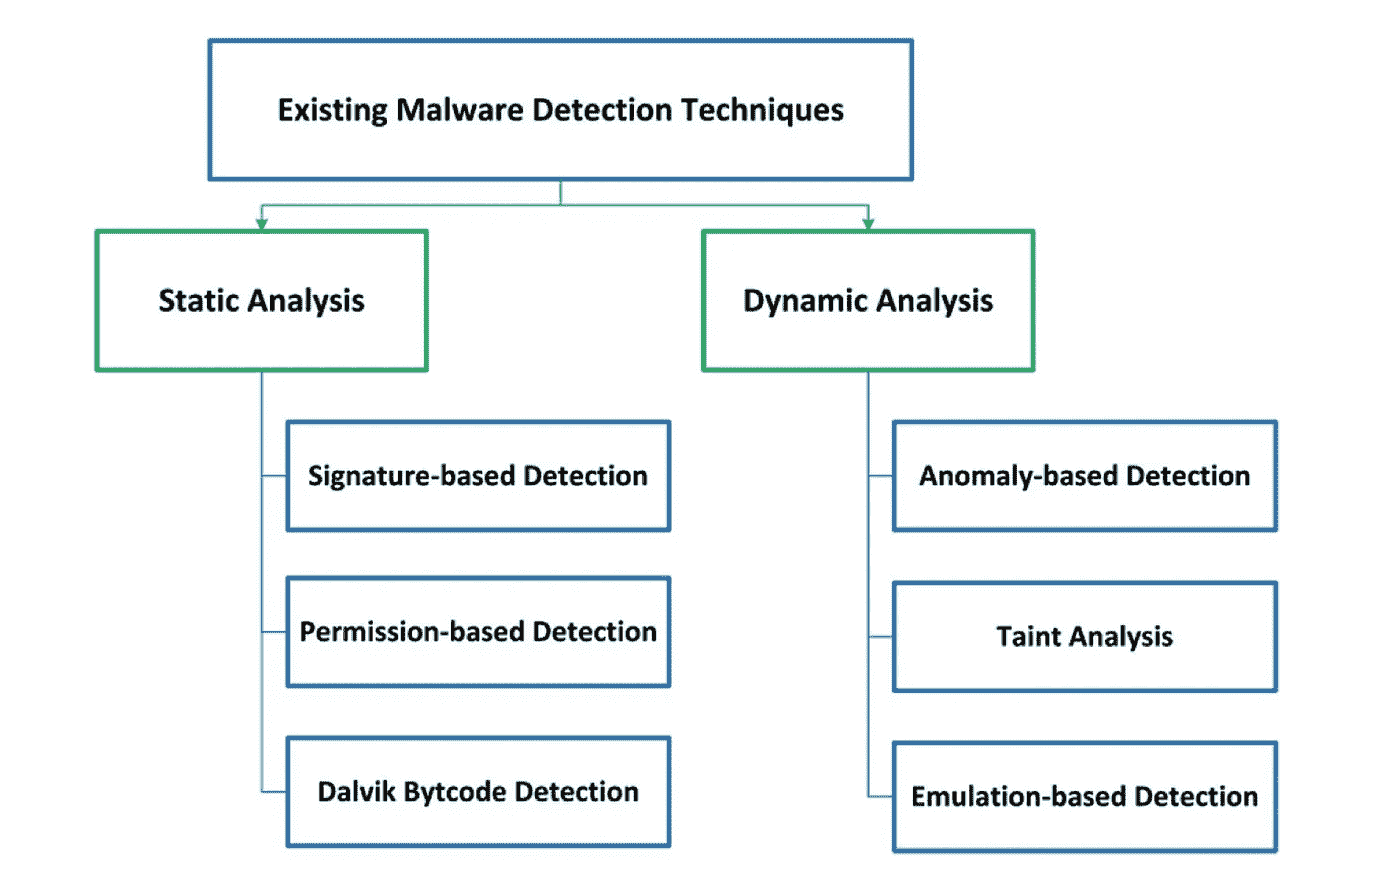 Existing Malware Detection Techniques
Static Analysis
Signature-based Detection
Permission-based Detection
Dalvik Bytcode Detection
Dynamic Analysis
Anomaly-based Detection
Taint Analysis
Emulation-based Detection